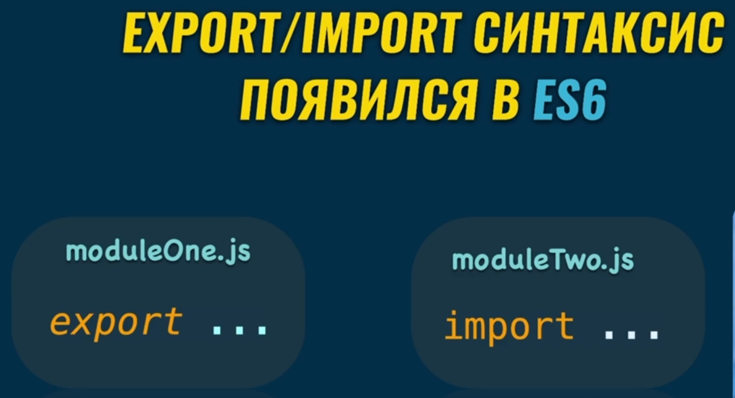 EXPORT/IMPORT СИНТАКСИС
ПОЯВИЛСЯ В ES6
moduleOne.js
export ...
moduleTwo.js
import ...